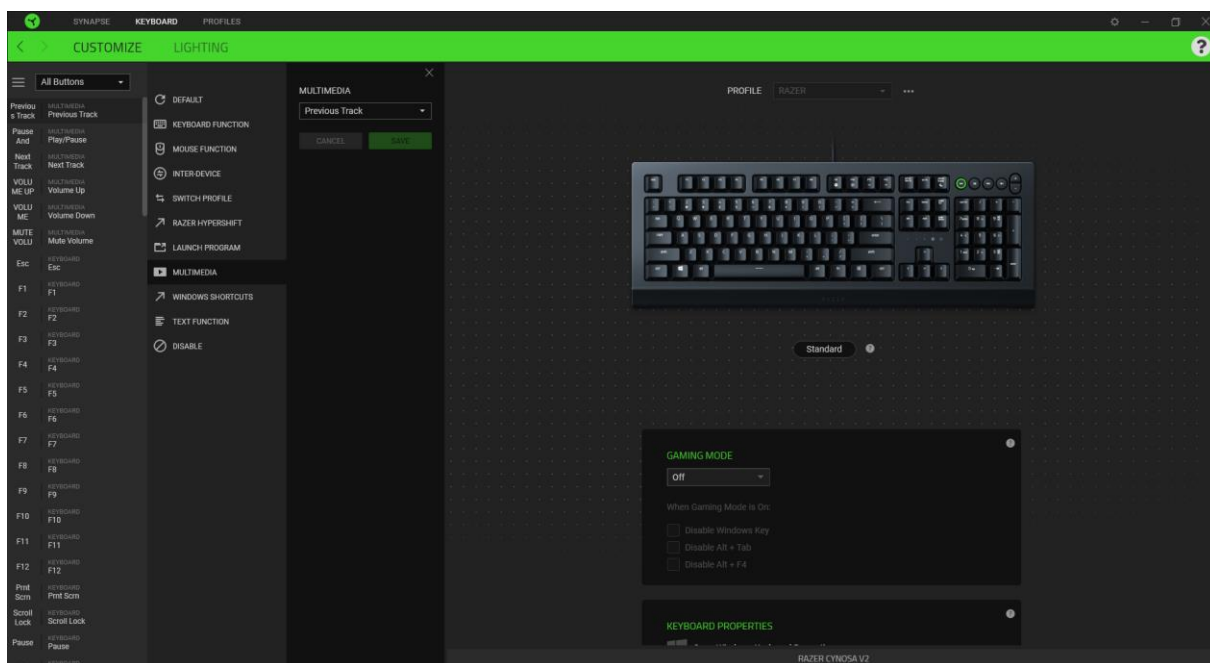 SYNAPSE KEYBOARD PROFILES
CUSTOMIZE LIGHTING
?
All Buttons
Previou
s Track
MULTIMEDIA
Previous Track
Pause
And
MULTIMEDIA
Play/Pause
Next
Track
MULTIMEDIA
Next Track
VOLU
ME UP
MULTIMEDIA
Volume Up
VOLU
ME
MULTIMEDIA
Volume Down
MUTE
VOLU
MULTIMEDIA
Mute Volume
Esc
KEYBOARD
Esc
F1
KEYBOARD
F1
F2
KEYBOARD
F2
F3
KEYBOARD
F3
F4
KEYBOARD
F4
F5
KEYBOARD
F5
F6
KEYBOARD
F6
F7
KEYBOARD
F7
F8
KEYBOARD
F8
F9
KEYBOARD
F9
F10
KEYBOARD
F10
F11
KEYBOARD
F11
F12
KEYBOARD
F12
Prnt
Scrn
KEYBOARD
Prnt Scrn
Scroll
Lock
KEYBOARD
Scroll Lock
Pause
KEYBOARD
Pause
DEFAULT
KEYBOARD FUNCTION
MOUSE FUNCTION
INTER-DEVICE
SWITCH PROFILE
RAZER HYPERSHIFT
LAUNCH PROGRAM
MULTIMEDIA
WINDOWS SHORTCUTS
TEXT FUNCTION
DISABLE
MULTIMEDIA
Previous Track
CANCEL SAVE
PROFILE RAZER
Standard ?
GAMING MODE ?
Off
When Gaming Mode is On:
Disable Windows Key
Disable Alt + Tab
Disable Alt + F4
KEYBOARD PROPERTIES ?
RAZER CYNOSA V2